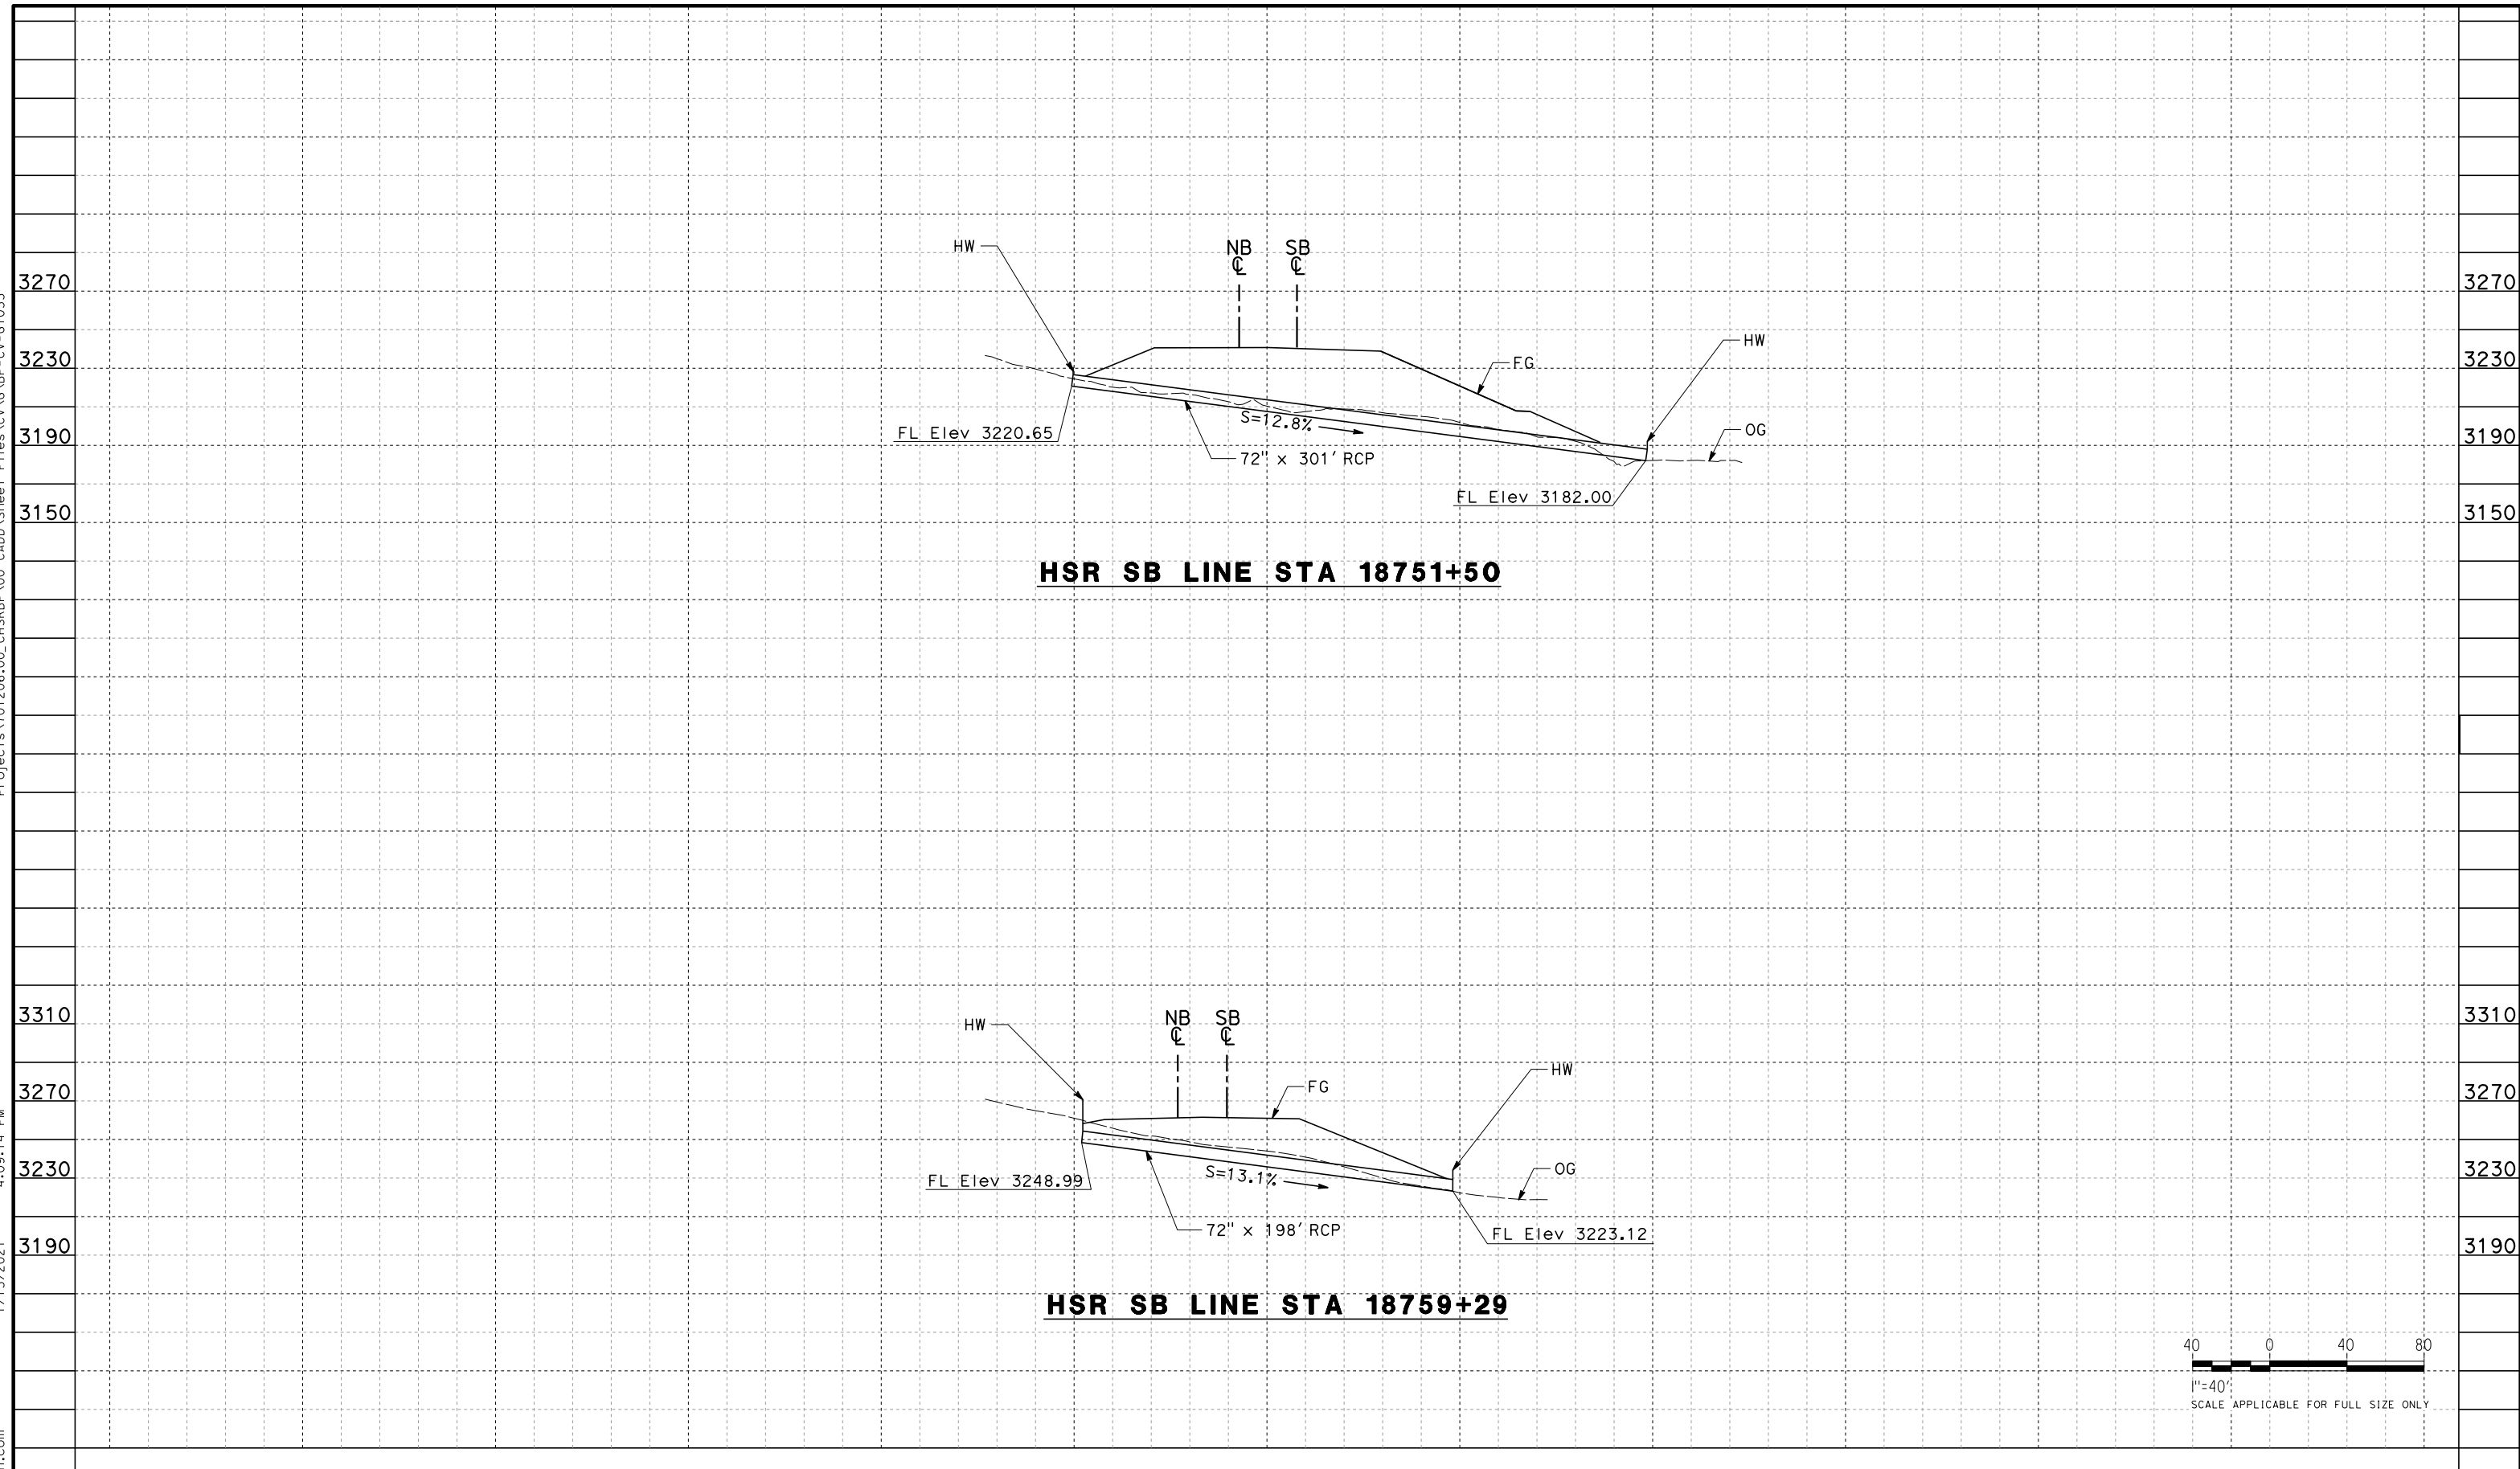 HW
NB
SB
℄
℄
3270
3270
HW
3230
FG
3230
FL Elev 3220.65
S=12.8%
OG
3190
3190
72" x 301' RCP
FL Elev 3182.00
3150
3150
HSR SB LINE STA 18751+50
3310
3310
HW
NB
SB
℄
℄
HW
3270
FG
3270
3230
OG
3230
FL Elev 3248.99
S=13.1%
72" x 198' RCP
FL Elev 3223.12
3190
3190
HSR SB LINE STA 18759+29
40 0 40 80
1"=40'
SCALE APPLICABLE FOR FULL SIZE ONLY